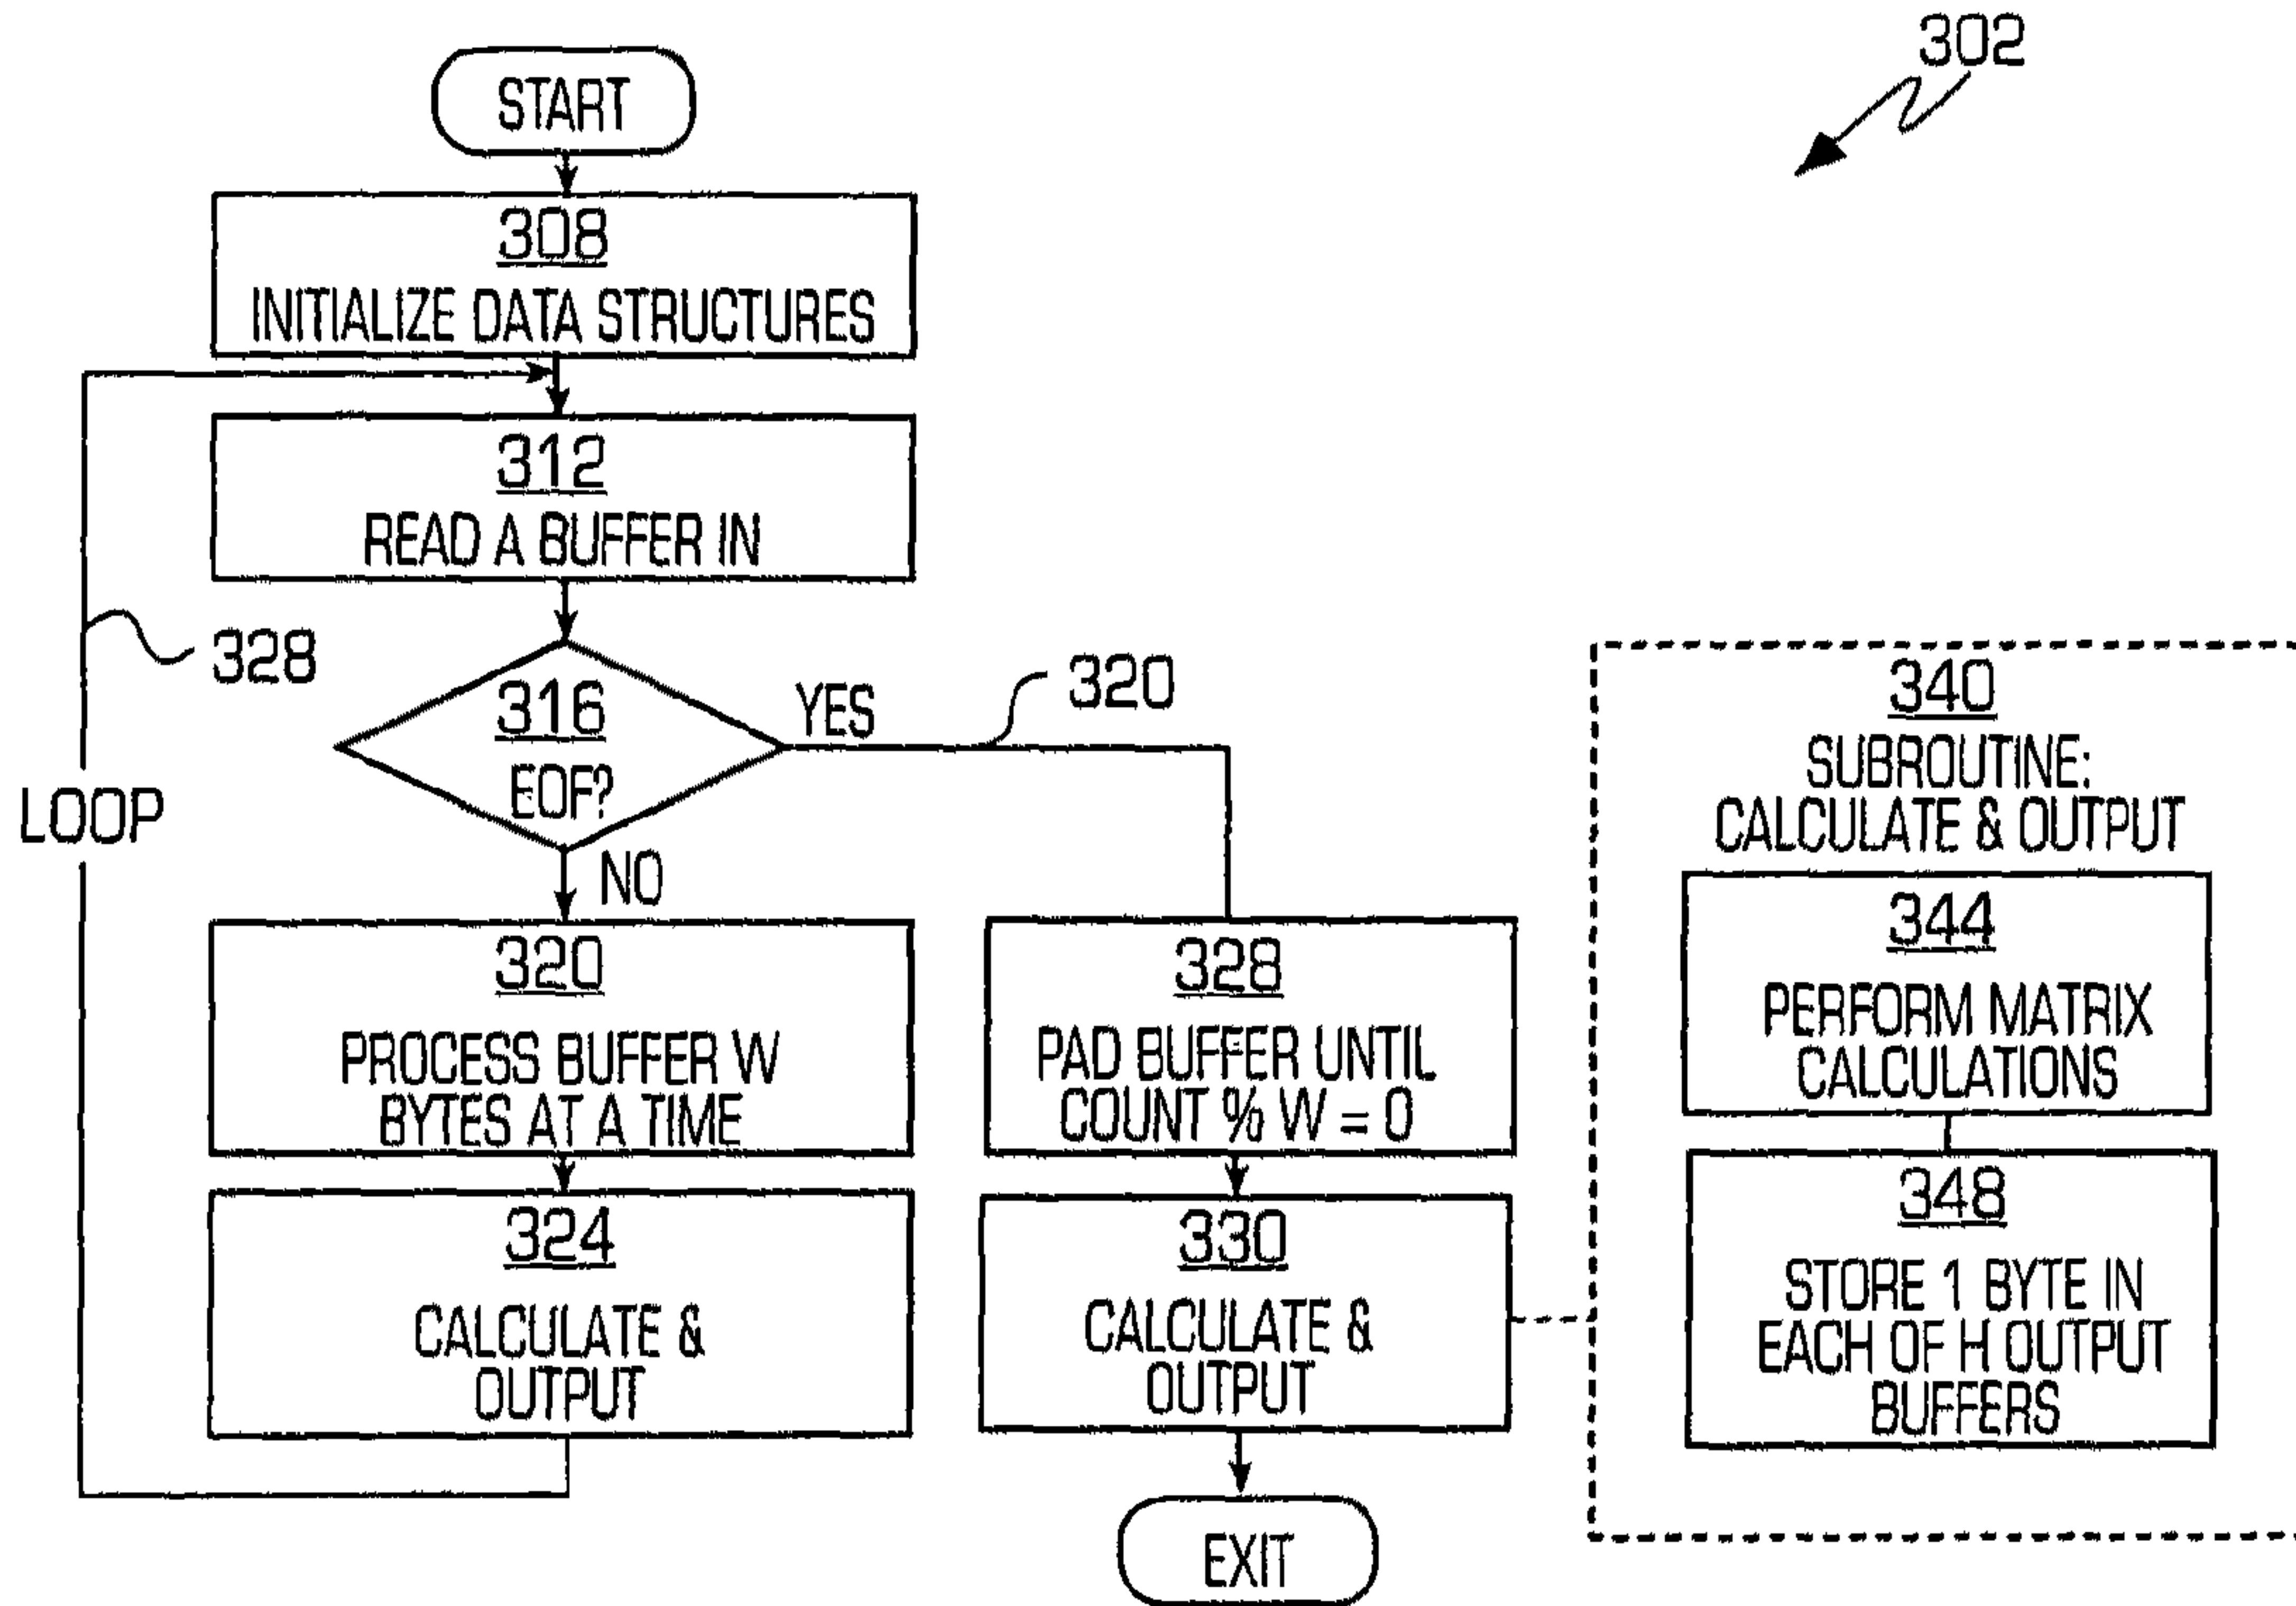 302
START
308
INITIALIZE DATA STRUCTURES
312
READ A BUFFER IN
328
316
EOF?
YES
320
NO
LOOP
320
PROCESS BUFFER W
BYTES AT A TIME
324
CALCULATE &
OUTPUT
328
PAD BUFFER UNTIL
COUNT % W = 0
330
CALCULATE &
OUTPUT
EXIT
340
SUBROUTINE:
CALCULATE & OUTPUT
344
PERFORM MATRIX
CALCULATIONS
348
STORE 1 BYTE IN
EACH OF H OUTPUT
BUFFERS